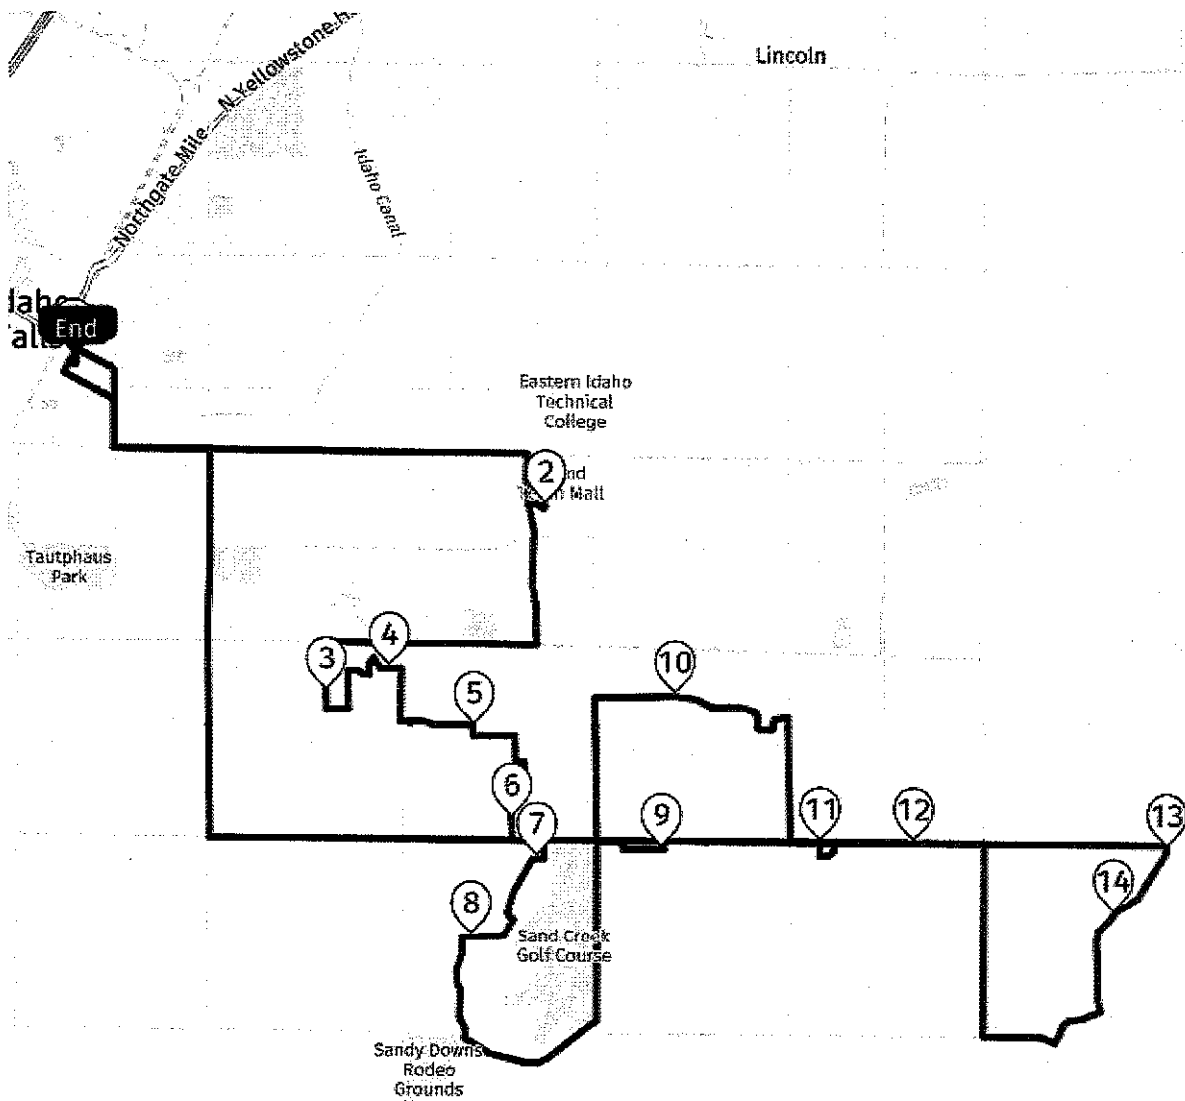 Lincoln
N Yellowstone H
Northgate Mile
Idaho Canal
daho
End
Eastern Idaho
Technical
College
2
Mall
Tautphaus
Park
3
4
5
6
7
8
9
10
11
12
13
14
Sand Creek
Golf Course
Sandy Downs
Rodeo
Grounds